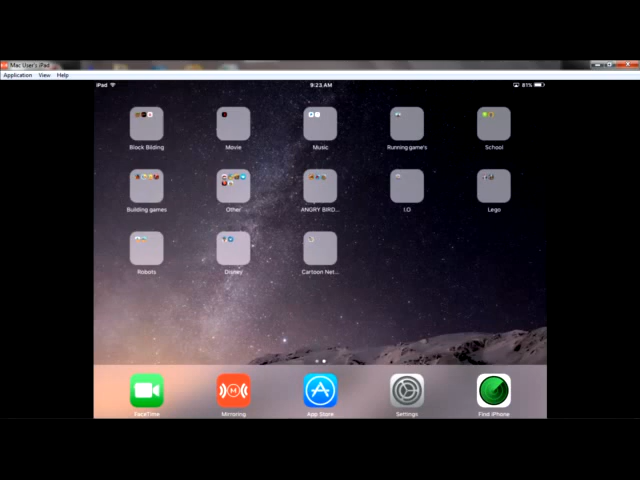 Mac User's iPad
Application View Help
iPad 9:23 AM 81%
Block Bilding Movie Music Running game's School
Building games Other ANGRY BIRD... I.O Lego
Robots Disney Cartoon Net...
FaceTime Mirroring App Store Settings Find iPhone